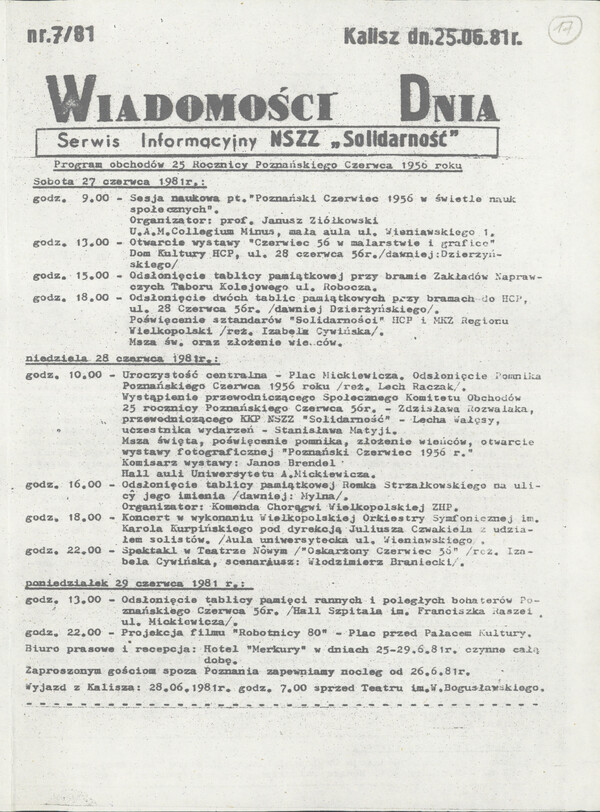 nr.7/81
Kalisz dn.25.06.81r.
17
WIADOMOŚCI DNIA
Serwis Informacyjny NSZZ „Solidarność"
Program obchodów 25 Rocznicy Poznańskiego Czerwca 1956 roku
Sobota 27 czerwca 1981r.:
godz. 9.00 - Sesja naukowa pt."Poznański Czerwiec 1956 w świetle nauk
społecznych".
Organizator: prof. Janusz Ziółkowski
U.A.M.Collegium Minus, mała aula ul. Wieniawskiego 1.
godz. 13.00 - Otwarcie wystawy "Czerwiec 56 w malarstwie i grafice"
Dom Kultury HCP, ul. 28 czerwca 56r./dawniej:Dzierzyń-
skiego/
godz. 15.00 - Odsłonięcie tablicy pamiątkowej przy bramie Zakładów Napraw-
czych Taboru Kolejowego ul. Robocza.
godz. 18.00 - Odsłonięcie dwóch tablic pamiątkowych przy bramach do HCP,
ul. 28 Czerwca 56r. /dawniej Dzierżyńskiego/.
Poświęcenie sztandarów "Solidarności" HCP i MKZ Regionu
Wielkopolski /reż. Izabela Cywińska/.
Msza św. oraz złożenie wieńców.
niedziela 28 czerwca 1981r.:
godz. 10.00 - Uroczystość centralna - Plac Mickiewicza. Odsłonięcie Pomnika
Poznańskiego Czerwca 1956 roku /reż. Lech Raczak/.
Wystąpienie przewodniczącego Społecznego Komitetu Obchodów
25 rocznicy Poznańskiego Czerwca 56r. - Zdzisława Rozwalaka,
przewodniczącego KKP NSZZ "Solidarność" - Lecha Wałęsy,
uczestnika wydarzeń - Stanisława Matyji.
Msza święta, poświęcenie pomnika, złożenie wieńców, otwarcie
wystawy fotograficznej "Poznański Czerwiec 1956 r."
Komisarz wystawy: Janos Brendel
Hall auli Uniwersytetu A.Mickiewicza.
godz. 16.00 - Odsłonięcie tablicy pamiątkowej Romka Strzałkowskiego na uli-
cy jego imienia /dawniej: Mylna/.
Organizator: Komenda Chorągwi Wielkopolskiej ZHP.
godz. 18.00 - Koncert w wykonaniu Wielkopolskiej Orkiestry Symfonicznej im.
Karola Kurpińskiego pod dyrekcją Juliusza Czwakiela z udzia-
łem solistów. /Aula uniwersytecka ul. Wieniawskiego .
godz. 22.00 - Spektakl w Teatrze Nowym /"Oskarżony Czerwiec 56" /reż. Iza-
bela Cywińska, scenariusz: Włodzimierz Braniecki/.
poniedziałek 29 czerwca 1981 r.:
godz. 13.00 - Odsłonięcie tablicy pamięci rannych i poległych bohaterów Po-
znańskiego Czerwca 56r. /Hall Szpitala im. Franciszka Raszei
ul. Mickiewicza/.
godz. 22.00 - Projekcja filmu "Robotnicy 80" - Plac przed Pałacem Kultury.
Biuro prasowe i recepcja: Hotel "Merkury" w dniach 25-29.6.81r. czynne całą
dobę.
Zaproszonym gościom spoza Poznania zapewniamy nocleg od 26.6.81r.
Wyjazd z Kalisza: 28.06.1981r. godz. 7.00 sprzed Teatru im.W.Bogusławskiego.